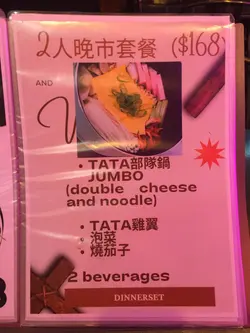 2人晚市套餐 ($168)
AND
• TATA部隊鍋
JUMBO
(double cheese
and noodle)
• TATA雞翼
• 泡菜
• 燒茄子
2 beverages
DINNERSET